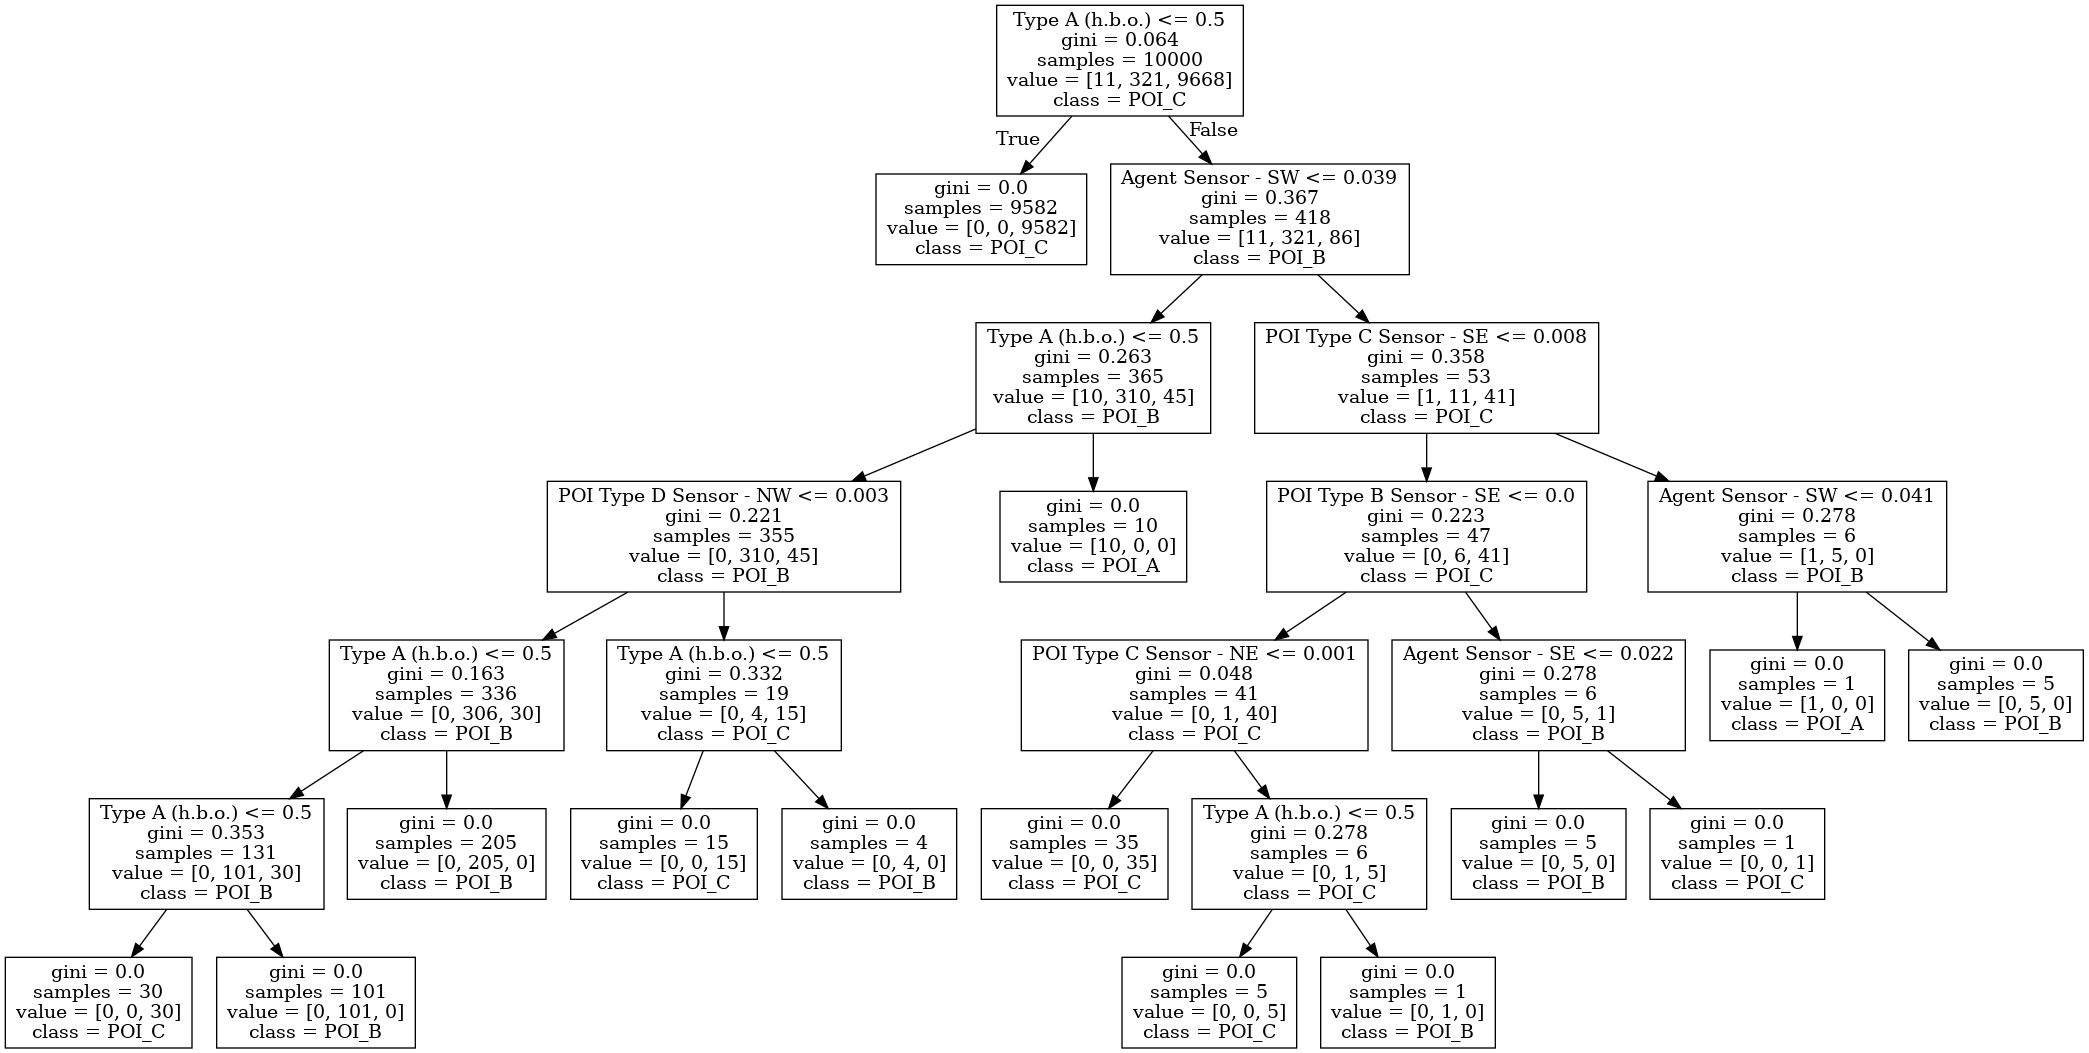 Type A (h.b.o.) <= 0.5
gini = 0.064
samples = 10000
value = [11, 321, 9668]
class = POI_C
True
False
gini = 0.0
samples = 9582
value = [0, 0, 9582]
class = POI_C
Agent Sensor - SW <= 0.039
gini = 0.367
samples = 418
value = [11, 321, 86]
class = POI_B
Type A (h.b.o.) <= 0.5
gini = 0.263
samples = 365
value = [10, 310, 45]
class = POI_B
POI Type C Sensor - SE <= 0.008
gini = 0.358
samples = 53
value = [1, 11, 41]
class = POI_C
POI Type D Sensor - NW <= 0.003
gini = 0.221
samples = 355
value = [0, 310, 45]
class = POI_B
gini = 0.0
samples = 10
value = [10, 0, 0]
class = POI_A
POI Type B Sensor - SE <= 0.0
gini = 0.223
samples = 47
value = [0, 6, 41]
class = POI_C
Agent Sensor - SW <= 0.041
gini = 0.278
samples = 6
value = [1, 5, 0]
class = POI_B
Type A (h.b.o.) <= 0.5
gini = 0.163
samples = 336
value = [0, 306, 30]
class = POI_B
Type A (h.b.o.) <= 0.5
gini = 0.332
samples = 19
value = [0, 4, 15]
class = POI_C
POI Type C Sensor - NE <= 0.001
gini = 0.048
samples = 41
value = [0, 1, 40]
class = POI_C
Agent Sensor - SE <= 0.022
gini = 0.278
samples = 6
value = [0, 5, 1]
class = POI_B
gini = 0.0
samples = 1
value = [1, 0, 0]
class = POI_A
gini = 0.0
samples = 5
value = [0, 5, 0]
class = POI_B
Type A (h.b.o.) <= 0.5
gini = 0.353
samples = 131
value = [0, 101, 30]
class = POI_B
gini = 0.0
samples = 205
value = [0, 205, 0]
class = POI_B
gini = 0.0
samples = 15
value = [0, 0, 15]
class = POI_C
gini = 0.0
samples = 4
value = [0, 4, 0]
class = POI_B
gini = 0.0
samples = 35
value = [0, 0, 35]
class = POI_C
Type A (h.b.o.) <= 0.5
gini = 0.278
samples = 6
value = [0, 1, 5]
class = POI_C
gini = 0.0
samples = 5
value = [0, 5, 0]
class = POI_B
gini = 0.0
samples = 1
value = [0, 0, 1]
class = POI_C
gini = 0.0
samples = 30
value = [0, 0, 30]
class = POI_C
gini = 0.0
samples = 101
value = [0, 101, 0]
class = POI_B
gini = 0.0
samples = 5
value = [0, 0, 5]
class = POI_C
gini = 0.0
samples = 1
value = [0, 1, 0]
class = POI_B